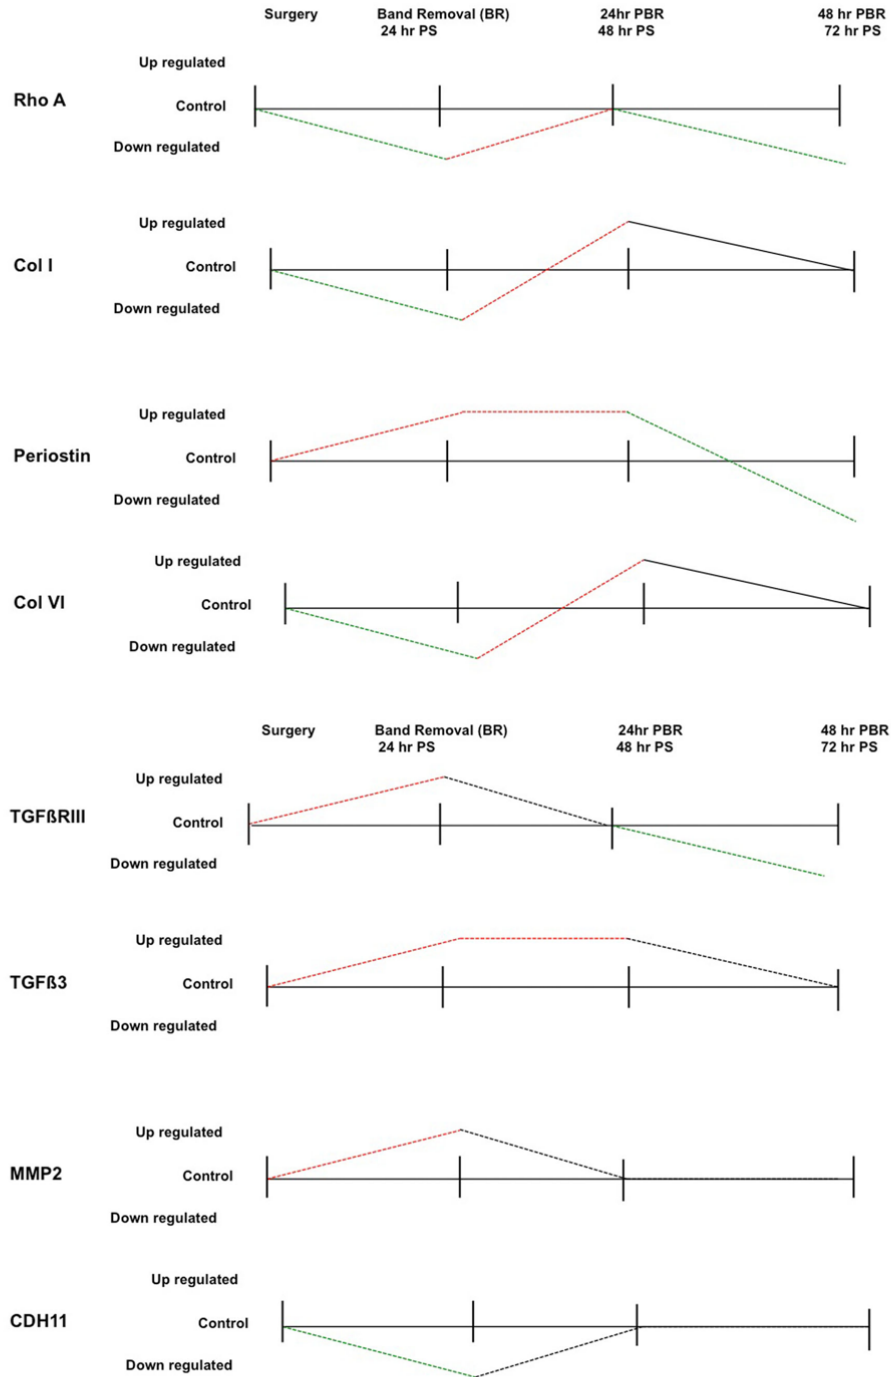 Surgery Band Removal (BR) 24hr PBR 48 hr PBR
24 hr PS 48 hr PS 72 hr PS
Up regulated
Rho A Control
Down regulated
Up regulated
Col I Control
Down regulated
Up regulated
Periostin Control
Down regulated
Up regulated
Col VI Control
Down regulated
Surgery Band Removal (BR) 24hr PBR 48 hr PBR
24 hr PS 48 hr PS 72 hr PS
Up regulated
TGFßRIII Control
Down regulated
Up regulated
TGFß3 Control
Down regulated
Up regulated
MMP2 Control
Down regulated
Up regulated
CDH11 Control
Down regulated